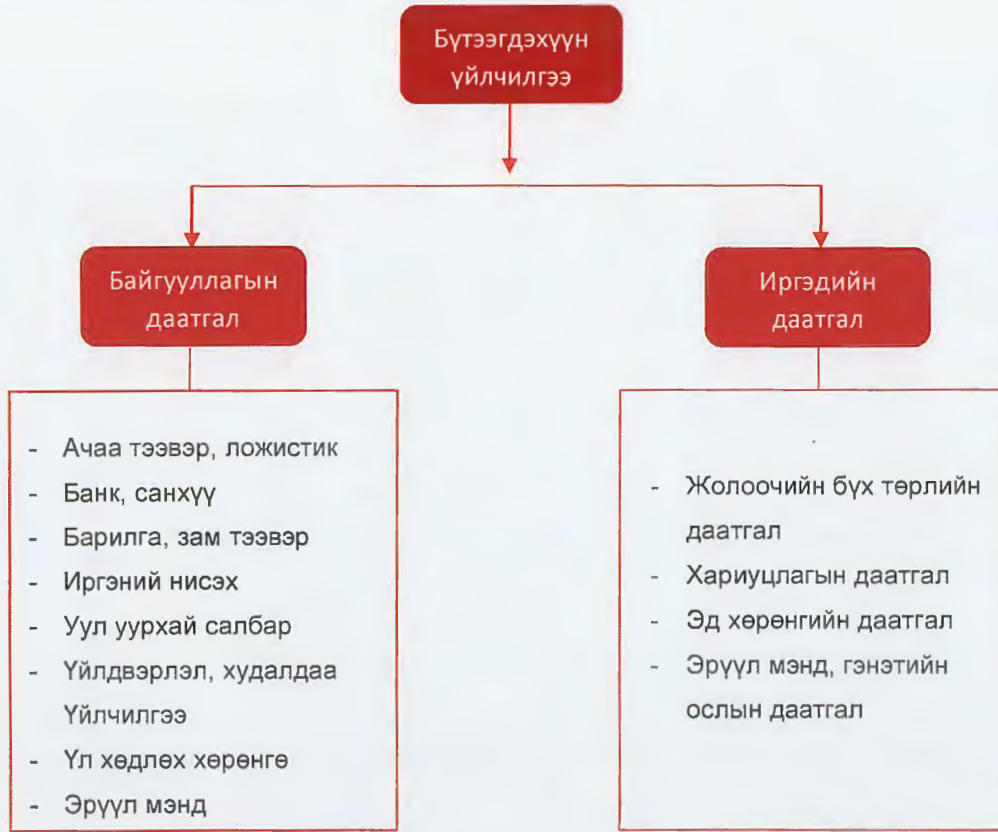 Бүтээгдэхүүн
үйлчилгээ
Байгууллагын
даатгал
- Ачаа тээвэр, ложистик
- Банк, санхүү
- Барилга, зам тээвэр
- Иргэний нисэх
- Уул уурхай салбар
- Үйлдвэрлэл, худалдаа
Үйлчилгээ
- Үл хөдлөх хөрөнгө
- Эрүүл мэнд
Иргэдийн
даатгал
- Жолоочийн бүх төрлийн
даатгал
- Хариуцлагын даатгал
- Эд хөрөнгийн даатгал
- Эрүүл мэнд, гэнэтийн
ослын даатгал